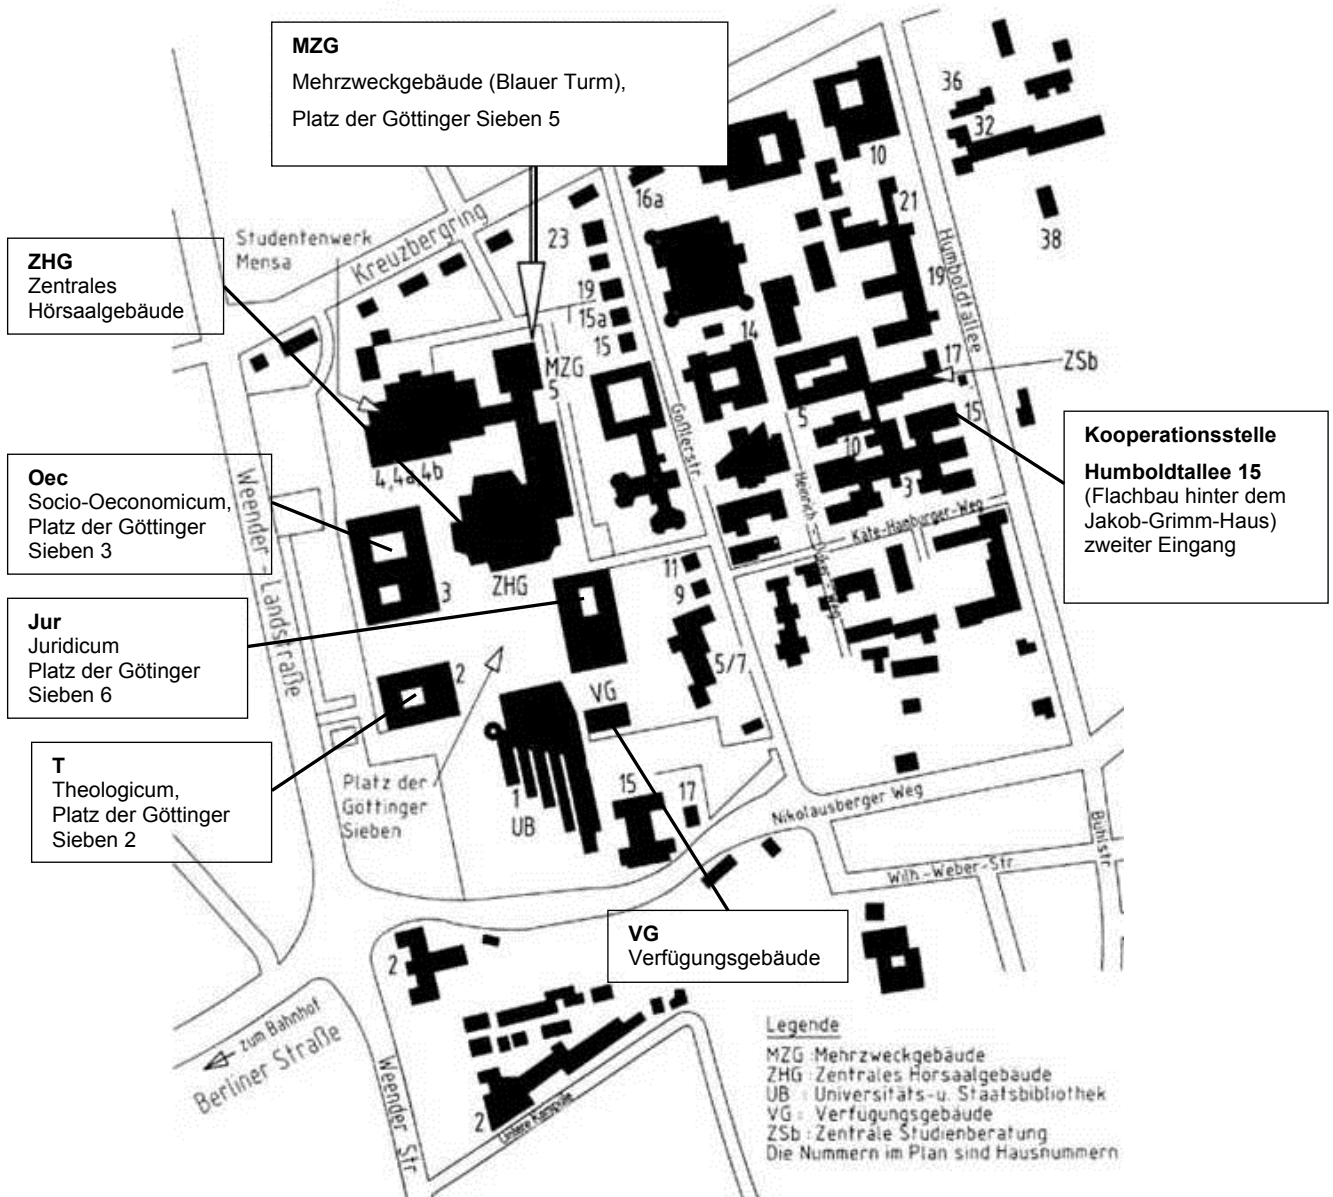 MZG
Mehrzweckgebäude (Blauer Turm),
Platz der Göttinger Sieben 5
ZHG
Zentrales
Hörsaalgebäude
Oec
Socio-Oeconomicum,
Platz der Göttinger
Sieben 3
Jur
Juridicum
Platz der Götinger
Sieben 6
T
Theologicum,
Platz der Göttinger
Sieben 2
Kooperationsstelle
Humboldtallee 15
(Flachbau hinter dem
Jakob-Grimm-Haus)
zweiter Eingang
VG
Verfügungsgebäude
Studentenwerk
Mensa
Kreuzbergring
23
19
15a
15
16a
10
36
32
38
21
19
Humboldtallee
17
ZSb
15
14
MZG
5
Goßlerstr.
5
10
3
4,4a,4b
Weender - Landstraße
3
ZHG
11
9
5/7
Heinrich-Düker-Weg
Käte-Hamburger-Weg
2
VG
Platz der
Göttinger
Sieben
1
UB
15
17
Nikolausberger Weg
Wilh-Weber-Str
Bühlstr.
2
zum Bahnhof
Berliner Straße
Weender Str
2
Untere Karspüle
Legende
MZG : Mehrzweckgebäude
ZHG : Zentrales Hörsaalgebäude
UB : Universitäts-u. Staatsbibliothek
VG : Verfügungsgebäude
ZSb : Zentrale Studienberatung
Die Nummern im Plan sind Hausnummern